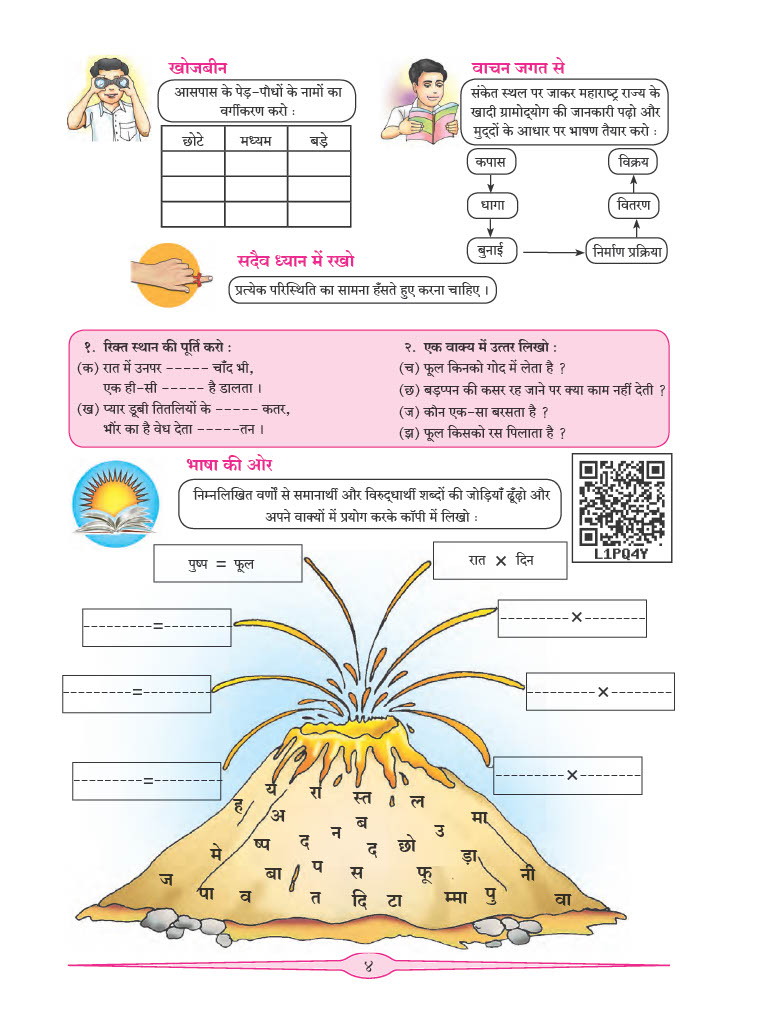 खोजबीन
आसपास के पेड़-पौधों के नामों का
वर्गीकरण करो :
छोटे मध्यम बड़े
वाचन जगत से
संकेत स्थल पर जाकर महाराष्ट्र राज्य के
खादी ग्रामोद्योग की जानकारी पढ़ो और
मुद्दों के आधार पर भाषण तैयार करो :
कपास
धागा
बुनाई
निर्माण प्रक्रिया
वितरण
विक्रय
सदैव ध्यान में रखो
प्रत्येक परिस्थिति का सामना हँसते हुए करना चाहिए ।
१. रिक्त स्थान की पूर्ति करो :
(क) रात में उनपर ----- चाँद भी,
एक ही-सी ----- है डालता ।
(ख) प्यार डूबी तितलियों के ----- कतर,
भौंर का है वेध देता -----तन ।
२. एक वाक्य में उत्तर लिखो :
(च) फूल किनको गोद में लेता है ?
(छ) बड़प्पन की कसर रह जाने पर क्या काम नहीं देती ?
(ज) कौन एक-सा बरसता है ?
(झ) फूल किसको रस पिलाता है ?
भाषा की ओर
निम्नलिखित वर्णों से समानार्थी और विरुद्धार्थी शब्दों की जोड़ियाँ ढूँढ़ो और
अपने वाक्यों में प्रयोग करके कॉपी में लिखो :
L1PQ4Y
पुष्प = फूल
रात × दिन
---------=---------
---------×--------
---------=---------
---------×--------
---------=---------
---------×--------
ह र्य रा स्त ल
अ न ब उ मा
मे ष्प द द छो ड़ा
ज बा प स फू नी
पा व । त दि टा म्मा पु वा
४